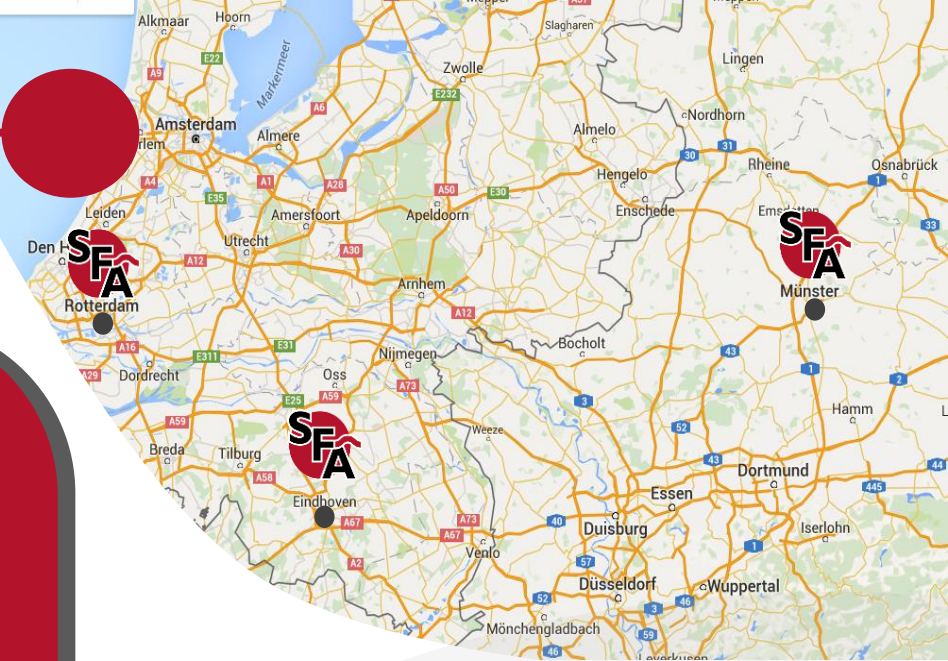 Alkmaar
Hoorn
Slagharen
E22
Markermeer
A9
Zwolle
Lingen
E232
A6
Amsterdam
Almere
Almelo
Nordhorn
31
30
Rheine
Osnabrück
Hengelo
1
A4
A1
A28
A50
E30
E35
Leiden
Amersfoort
Apeldoorn
Enschede
33
Utrecht
A30
Den H
SFA
SFA
A12
Arnhem
Münster
Rotterdam
A12
A16
E311
E31
Nijmegen
Bocholt
43
1
Dordrecht
Oss
A73
2
E25
A59
3
A59
SFA
Weeze
52
Hamm
Breda
Tilburg
43
44
A58
Dortmund
445
Essen
Eindhoven
A67
A73
A67
40
Duisburg
Iserlohn
1
Venlo
A2
57
Düsseldorf
Wuppertal
52
46
3
Mönchengladbach
59
46